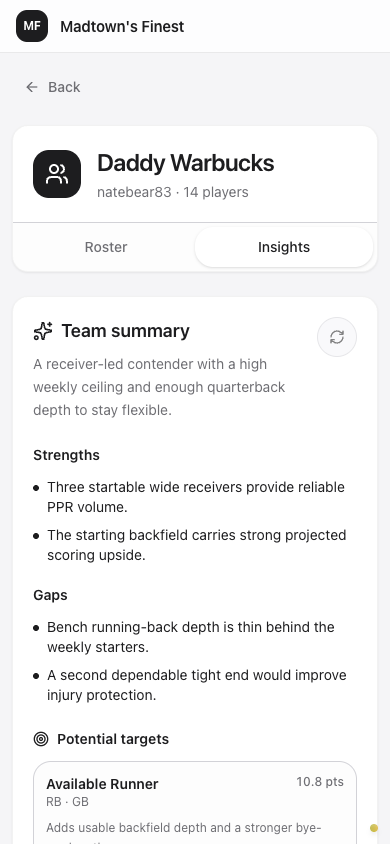 MF Madtown's Finest
Back
Daddy Warbucks
natebear83 · 14 players
Roster Insights
Team summary
A receiver-led contender with a high
weekly ceiling and enough quarterback
depth to stay flexible.
Strengths
• Three startable wide receivers provide reliable
PPR volume.
• The starting backfield carries strong projected
scoring upside.
Gaps
• Bench running-back depth is thin behind the
weekly starters.
• A second dependable tight end would improve
injury protection.
Potential targets
Available Runner 10.8 pts
RB · GB
Adds usable backfield depth and a stronger bye-